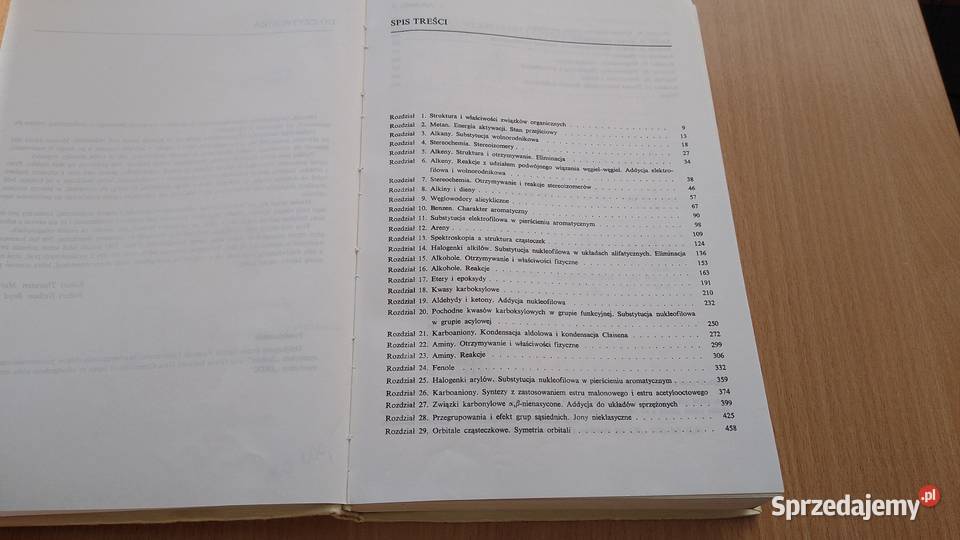 SPIS TREŚCI
Rozdział 1. Struktura i właściwości związków organicznych . . . 9
Rozdział 2. Metan. Energia aktywacji. Stan przejściowy . . . 13
Rozdział 3. Alkany. Substytucja wolnorodnikowa . . . 18
Rozdział 4. Stereochemia. Stereoizomery . . . 27
Rozdział 5. Alkeny. Struktura i otrzymywanie. Eliminacja . . . 34
Rozdział 6. Alkeny. Reakcje z udziałem podwójnego wiązania węgiel-węgiel. Addycja elektro-
filowa i wolnorodnikowa . . . 38
Rozdział 7. Stereochemia. Otrzymywanie i reakcje stereoizomerów . . . 46
Rozdział 8. Alkiny i dieny . . . 57
Rozdział 9. Węglowodory alicykliczne . . . 67
Rozdział 10. Benzen. Charakter aromatyczny . . . 90
Rozdział 11. Substytucja elektrofilowa w pierścieniu aromatycznym . . . 98
Rozdział 12. Areny . . . 109
Rozdział 13. Spektroskopia a struktura cząsteczek . . . 124
Rozdział 14. Halogenki alkilów. Substytucja nukleofilowa w układach alifatycznych. Eliminacja 136
Rozdział 15. Alkohole. Otrzymywanie i właściwości fizyczne . . . 153
Rozdział 16. Alkohole. Reakcje . . . 163
Rozdział 17. Etery i epoksydy . . . 191
Rozdział 18. Kwasy karboksylowe . . . 210
Rozdział 19. Aldehydy i ketony. Addycja nukleofilowa . . . 232
Rozdział 20. Pochodne kwasów karboksylowych w grupie funkcyjnej. Substytucja nukleofilowa
w grupie acylowej . . . 250
Rozdział 21. Karboaniony. Kondensacja aldolowa i kondensacja Claisena . . . 272
Rozdział 22. Aminy. Otrzymywanie i właściwości fizyczne . . . 299
Rozdział 23. Aminy. Reakcje . . . 306
Rozdział 24. Fenole . . . 332
Rozdział 25. Halogenki arylów. Substytucja nukleofilowa w pierścieniu aromatycznym . . . 359
Rozdział 26. Karboaniony. Syntezy z zastosowaniem estru malonowego i estru acetylooctowego 374
Rozdział 27. Związki karbonylowe α,β-nienasycone. Addycja do układów sprzężonych . . . 399
Rozdział 28. Przegrupowania i efekt grup sąsiednich. Jony nieklasyczne . . . 425
Rozdział 29. Orbitale cząsteczkowe. Symetria orbitali . . . 458
Sprzedajemy.pl